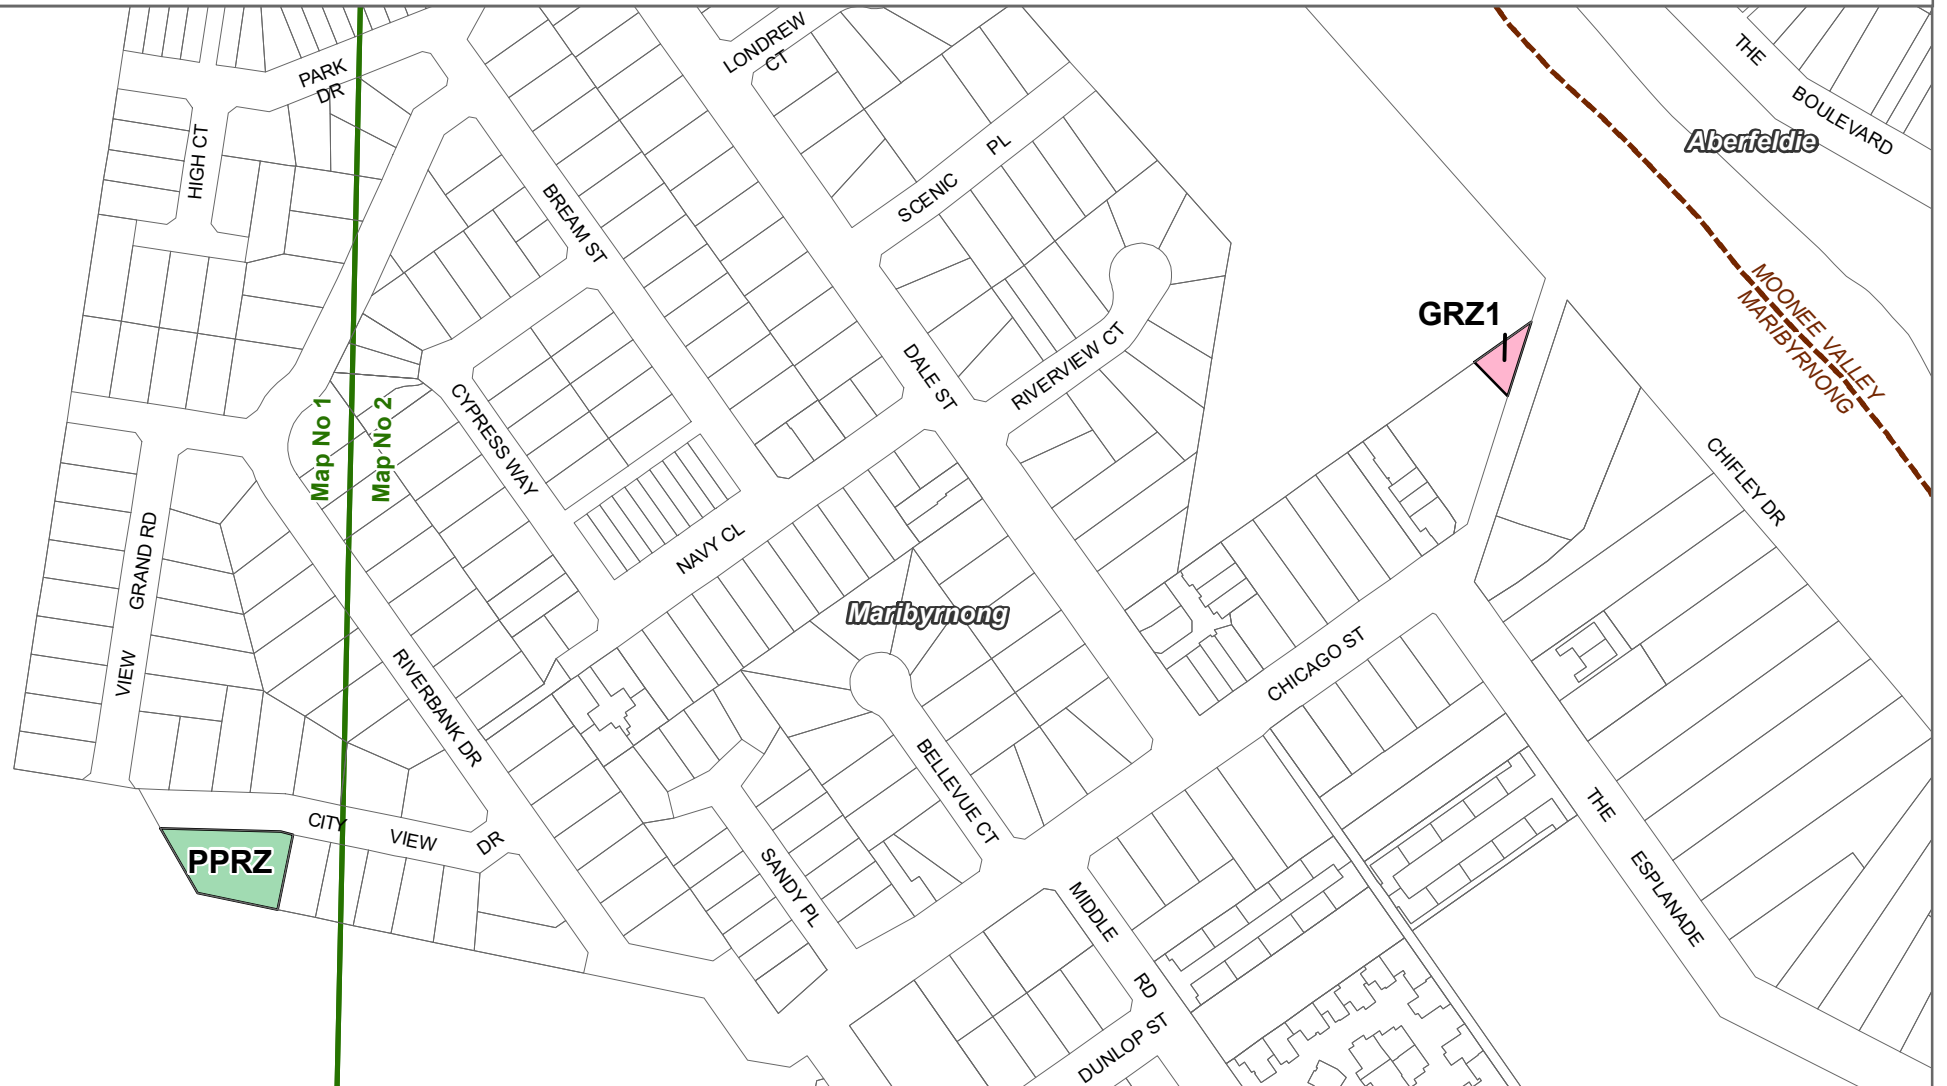 LONDREW
CT
THE
BOULEVARD
PARK
DR
Aberfeldie
HIGH CT
SCENIC
PL
BREAM ST
MOONEE VALLEY
MARIBYRNONG
GRZ1
RIVERVIEW CT
DALE ST
CYPRESS WAY
Map No 1
Map No 2
CHIFLEY DR
NAVY CL
GRAND RD
VIEW
Maribyrnong
CHICAGO ST
RIVERBANK DR
BELLEVUE CT
THE
ESPLANADE
CITY
VIEW
DR
PPRZ
SANDY PL
MIDDLE
RD
DUNLOP ST